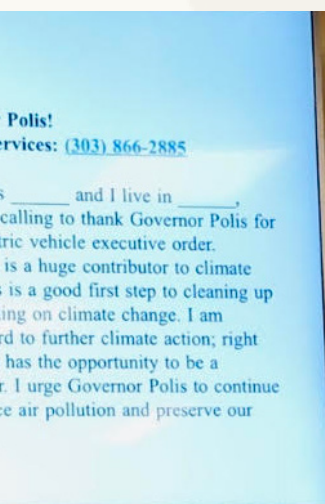 Polis!
ervices: (303) 866-2885
s ______ and I live in ______,
calling to thank Governor Polis for
tric vehicle executive order.
is a huge contributor to climate
s is a good first step to cleaning up
ing on climate change. I am
rd to further climate action; right
has the opportunity to be a
r. I urge Governor Polis to continue
ce air pollution and preserve our